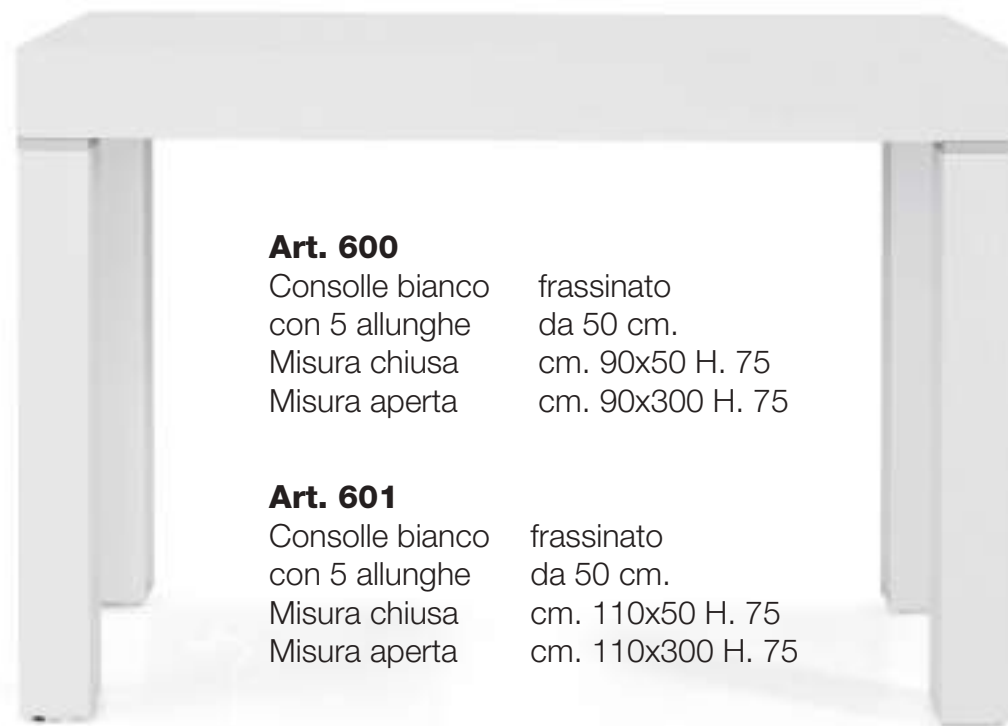 Art. 600
Consolle bianco frassinato
con 5 allunghe da 50 cm.
Misura chiusa cm. 90x50 H. 75
Misura aperta cm. 90x300 H. 75
Art. 601
Consolle bianco frassinato
con 5 allunghe da 50 cm.
Misura chiusa cm. 110x50 H. 75
Misura aperta cm. 110x300 H. 75